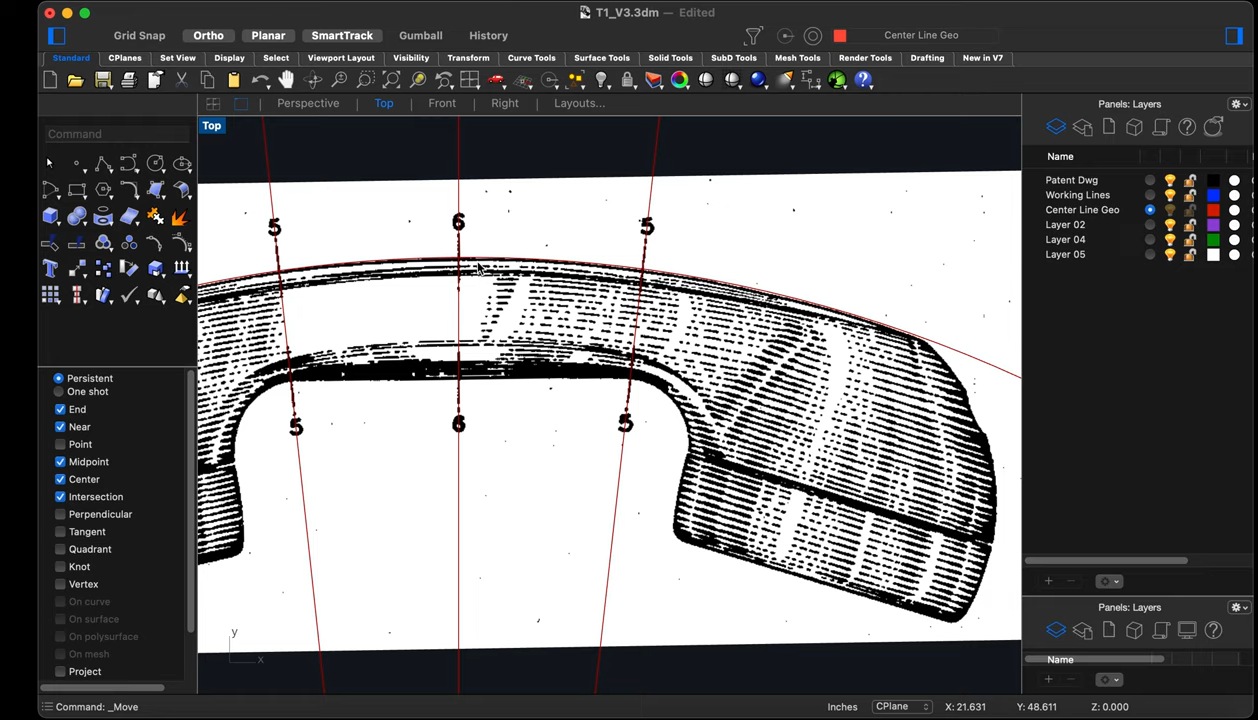 T1_V3.3dm — Edited
Grid Snap Ortho Planar SmartTrack Gumball History Center Line Geo
Standard CPlanes Set View Display Select Viewport Layout Visibility Transform Curve Tools Surface Tools Solid Tools SubD Tools Mesh Tools Render Tools Drafting New in V7
Perspective Top Front Right Layouts...
Panels: Layers
Top
Command
Name
Patent Dwg
Working Lines
Center Line Geo
Layer 02
Layer 04
Layer 05
5 6 5
5 6 5
Persistent
One shot
End
Near
Point
Midpoint
Center
Intersection
Perpendicular
Tangent
Quadrant
Knot
Vertex
On curve
On surface
On polysurface
On mesh
Project
y
x
Panels: Layers
Name
Command: _Move
Inches CPlane X: 21.631 Y: 48.611 Z: 0.000